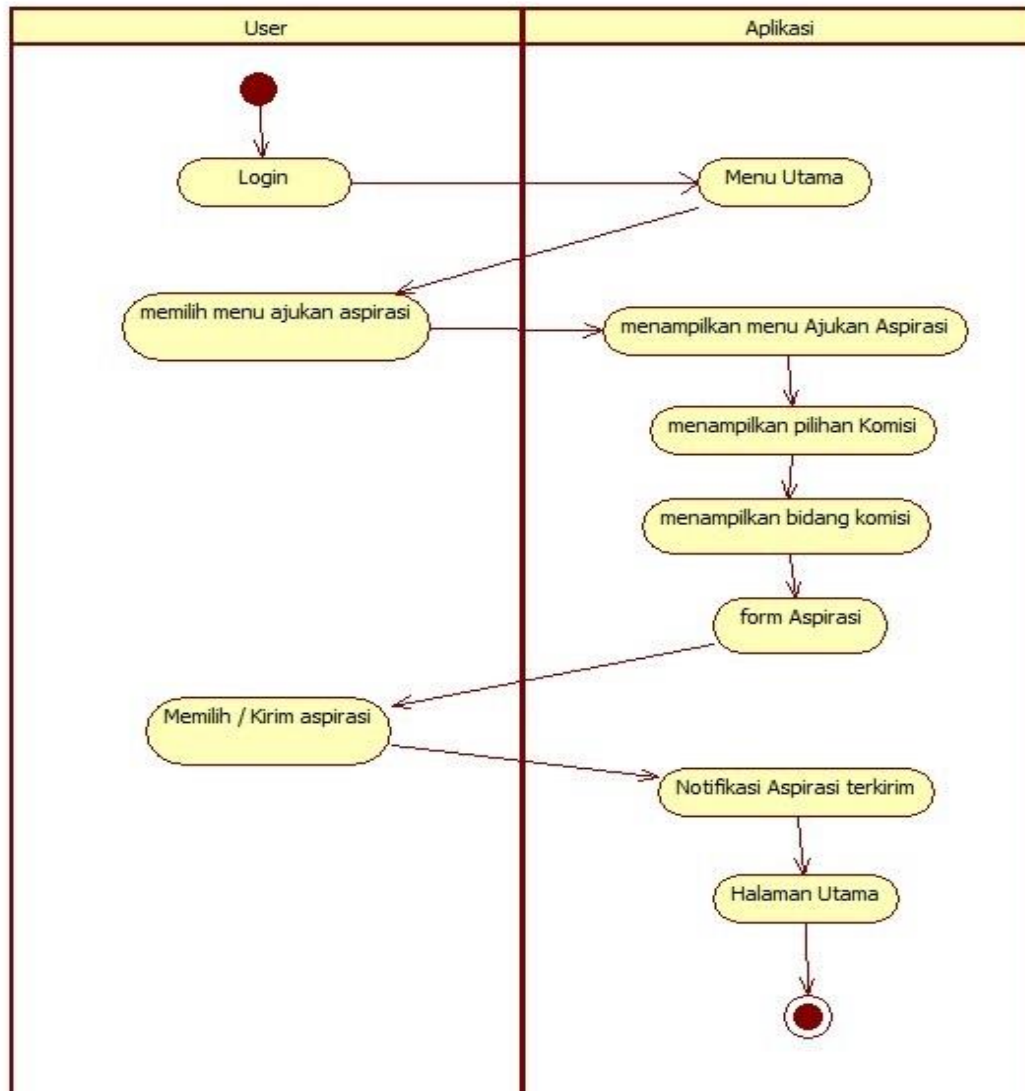 User
Aplikasi
Login
Menu Utama
memilih menu ajukan aspirasi
menampilkan menu Ajukan Aspirasi
menampilkan pilihan Komisi
menampilkan bidang komisi
form Aspirasi
Memilih / Kirim aspirasi
Notifikasi Aspirasi terkirim
Halaman Utama